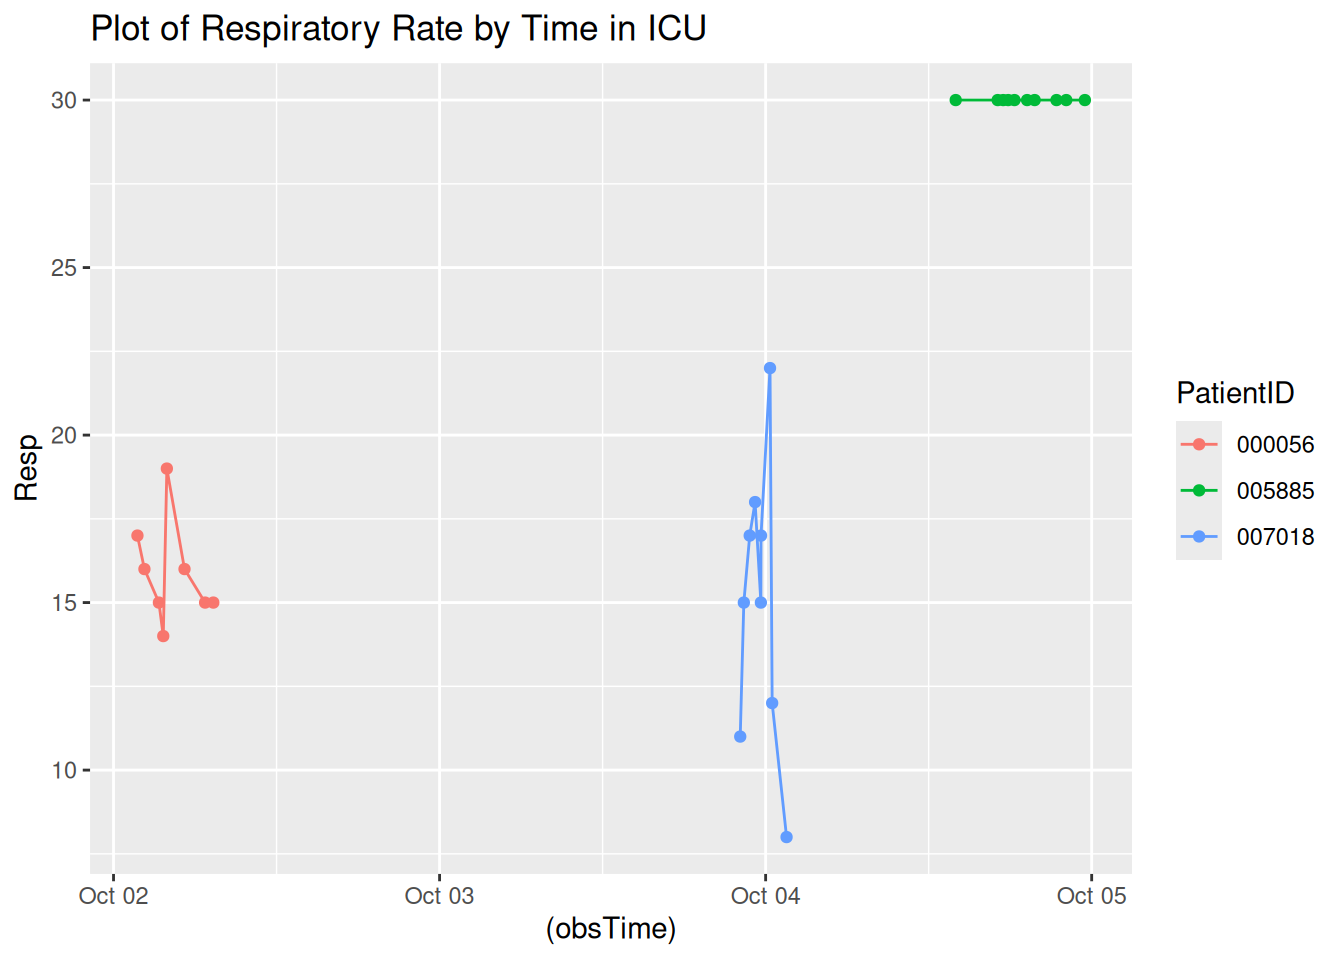 Plot of Respiratory Rate by Time in ICU
30
25
20
15
10
Resp
Oct 02
Oct 03
Oct 04
Oct 05
(obsTime)
PatientID
000056
005885
007018